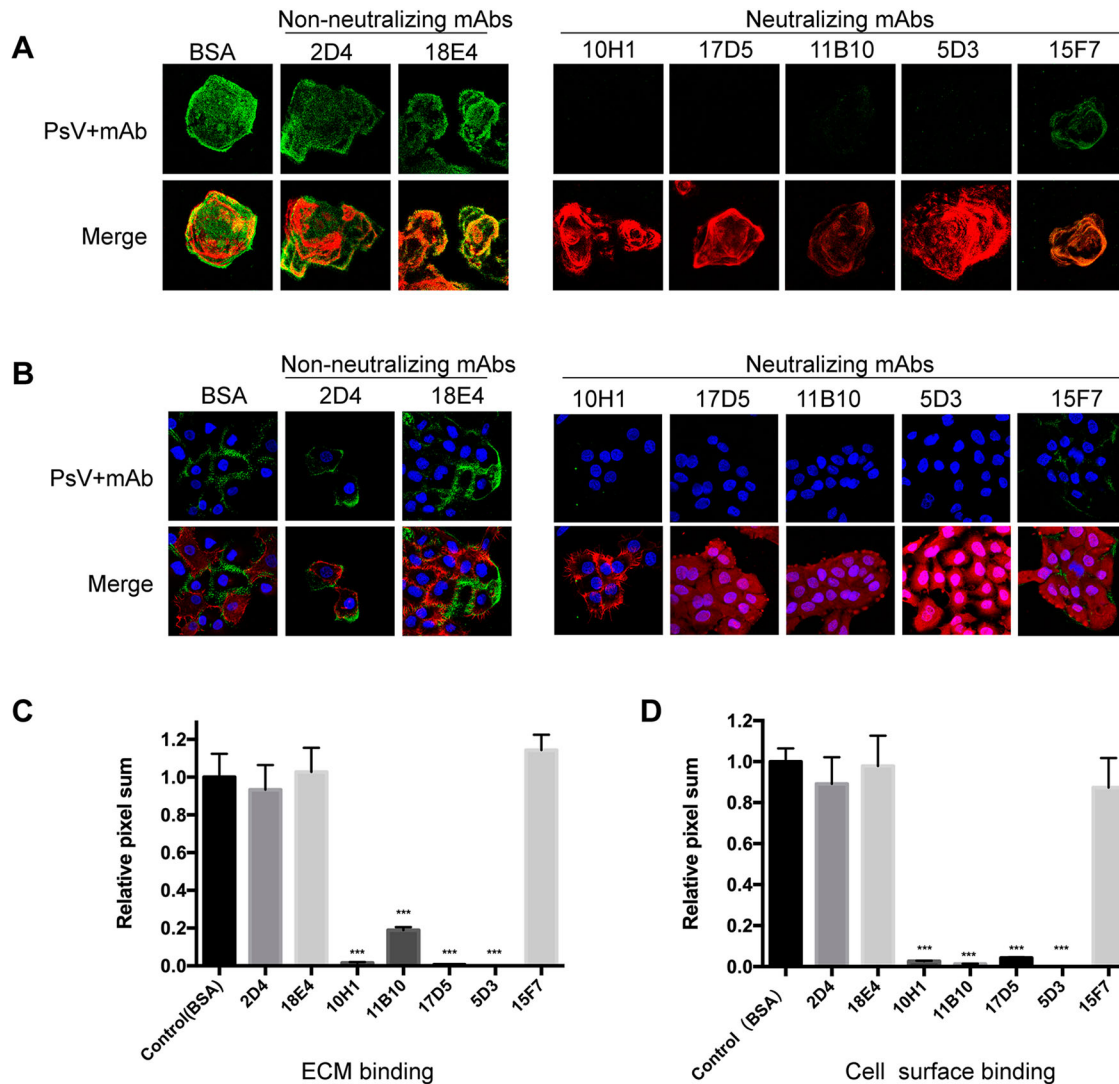 A
Non-neutralizing mAbs
Neutralizing mAbs
BSA 2D4 18E4 10H1 17D5 11B10 5D3 15F7
PsV+mAb
Merge
B
Non-neutralizing mAbs
Neutralizing mAbs
BSA 2D4 18E4 10H1 17D5 11B10 5D3 15F7
PsV+mAb
Merge
C
Relative pixel sum
1.2
1.0
0.8
0.6
0.4
0.2
0.0
*** *** *** ***
Control(BSA) 2D4 18E4 10H1 11B10 17D5 5D3 15F7
ECM binding
D
Relative pixel sum
1.2
1.0
0.8
0.6
0.4
0.2
0.0
*** *** *** ***
Control (BSA) 2D4 18E4 10H1 11B10 17D5 5D3 15F7
Cell surface binding